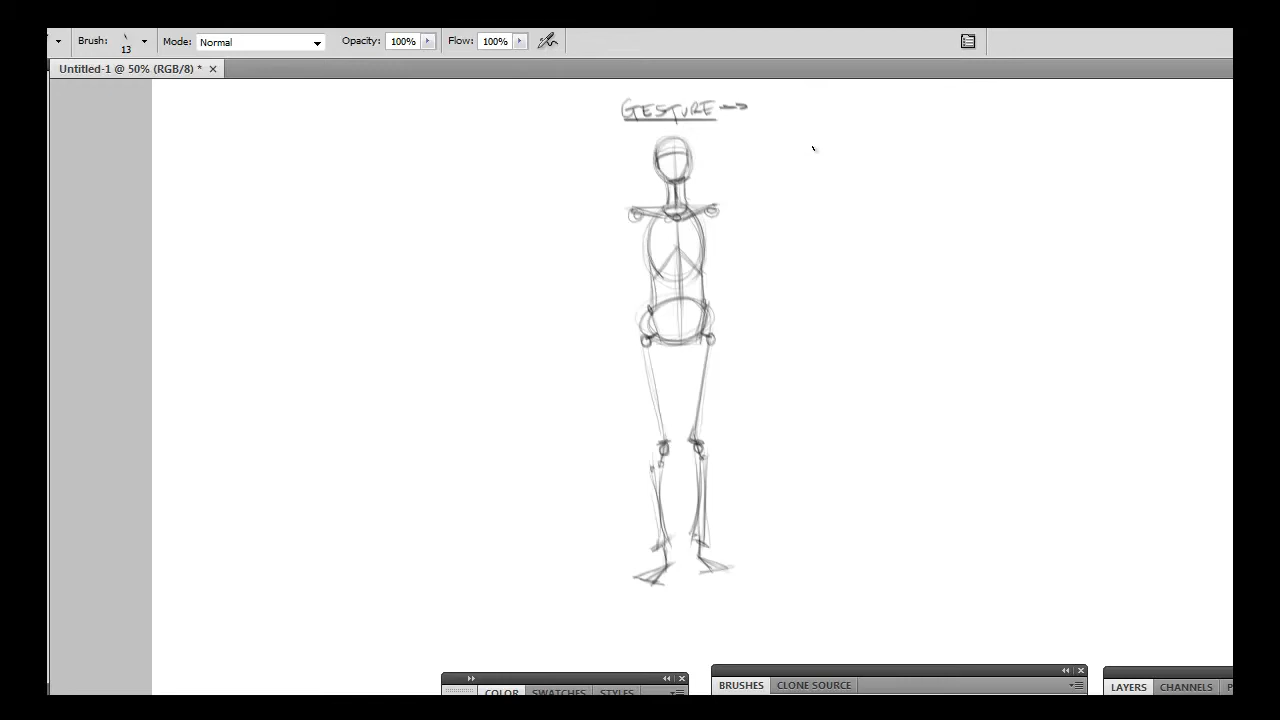 Brush: 13 Mode: Normal Opacity: 100% Flow: 100%
Untitled-1 @ 50% (RGB/8) *
GESTURE
COLOR SWATCHES STYLES
BRUSHES CLONE SOURCE
LAYERS CHANNELS P